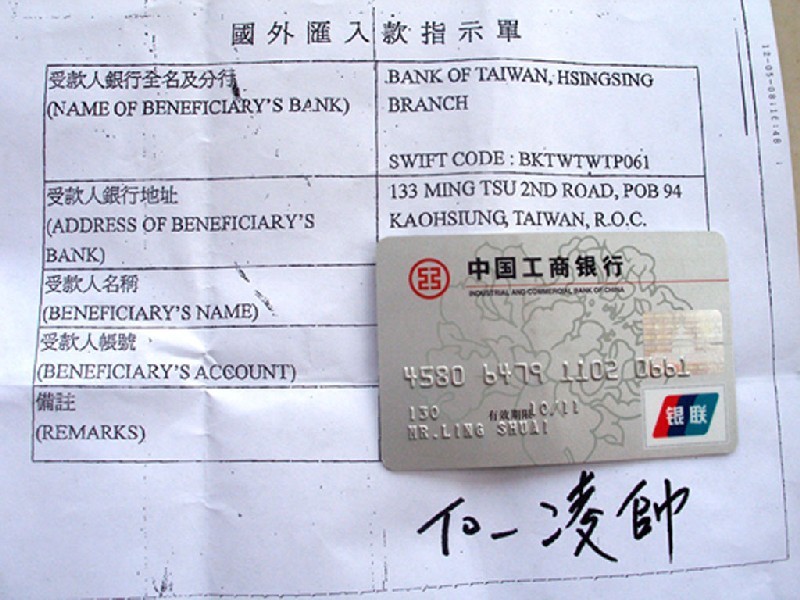 國外匯入款指示單
受款人銀行全名及分行
(NAME OF BENEFICIARY'S BANK)
BANK OF TAIWAN, HSINGSING
BRANCH
SWIFT CODE : BKTWTWTP061
受款人銀行地址
(ADDRESS OF BENEFICIARY'S
BANK)
133 MING TSU 2ND ROAD, POB 94
KAOHSIUNG, TAIWAN, R.O.C.
受款人名稱
(BENEFICIARY'S NAME)
受款人帳號
(BENEFICIARY'S ACCOUNT)
備註
(REMARKS)
中国工商银行
INDUSTRIAL AND COMMERCIAL BANK OF CHINA
4580 6479 1102 0661
130 有效期限 10/11
MR.LING SHUAI
银联
凌帥